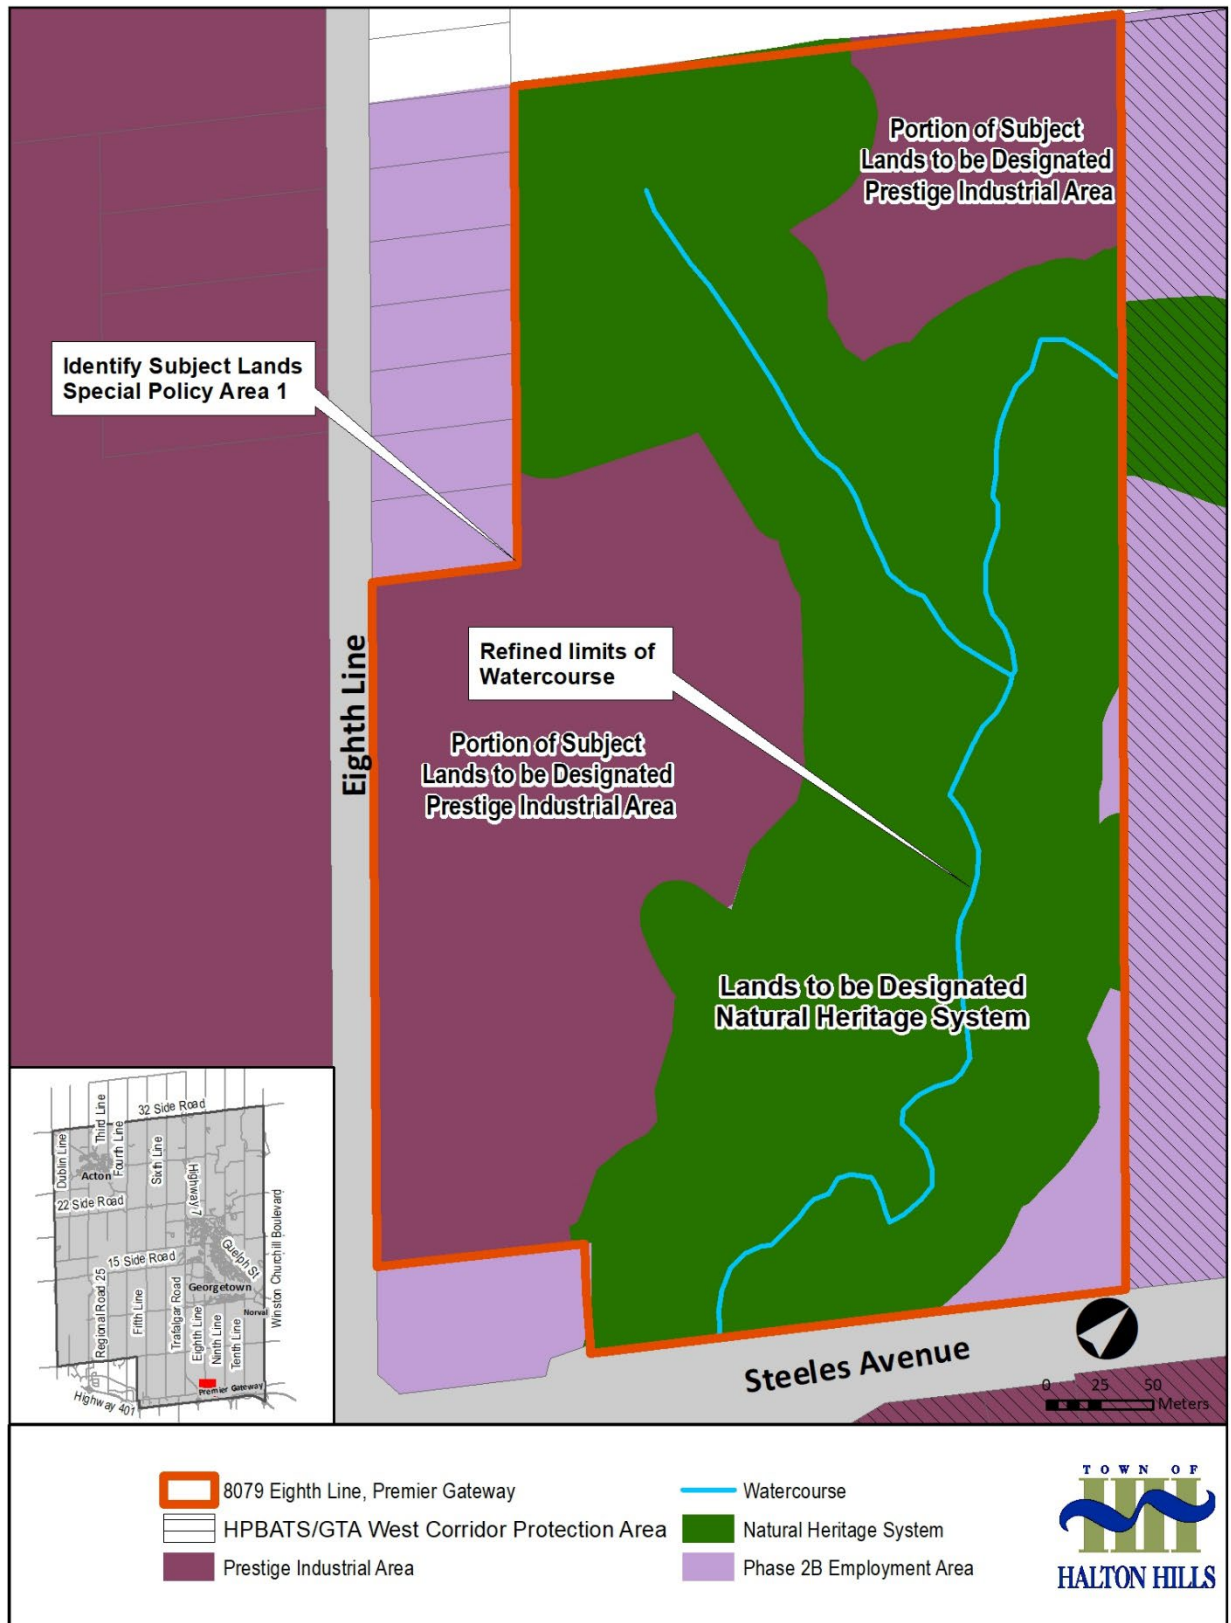 Portion of Subject
Lands to be Designated
Prestige Industrial Area
Identify Subject Lands
Special Policy Area 1
Refined limits of
Watercourse
Eighth Line
Portion of Subject
Lands to be Designated
Prestige Industrial Area
Lands to be Designated
Natural Heritage System
Steeles Avenue
0 25 50
Meters
32 Side Road
Third Line
Fourth Line
Dublin Line
Sixth Line
Highway 7
Acton
22 Side Road
Guelph St
Winston Churchill Boulevard
15 Side Road
Georgetown
Norval
Regional Road 25
Fifth Line
Trafalgar Road
Eighth Line
Ninth Line
Tenth Line
Premier Gateway
Highway 401
8079 Eighth Line, Premier Gateway
HPBATS/GTA West Corridor Protection Area
Prestige Industrial Area
Watercourse
Natural Heritage System
Phase 2B Employment Area
TOWN OF
HALTON HILLS